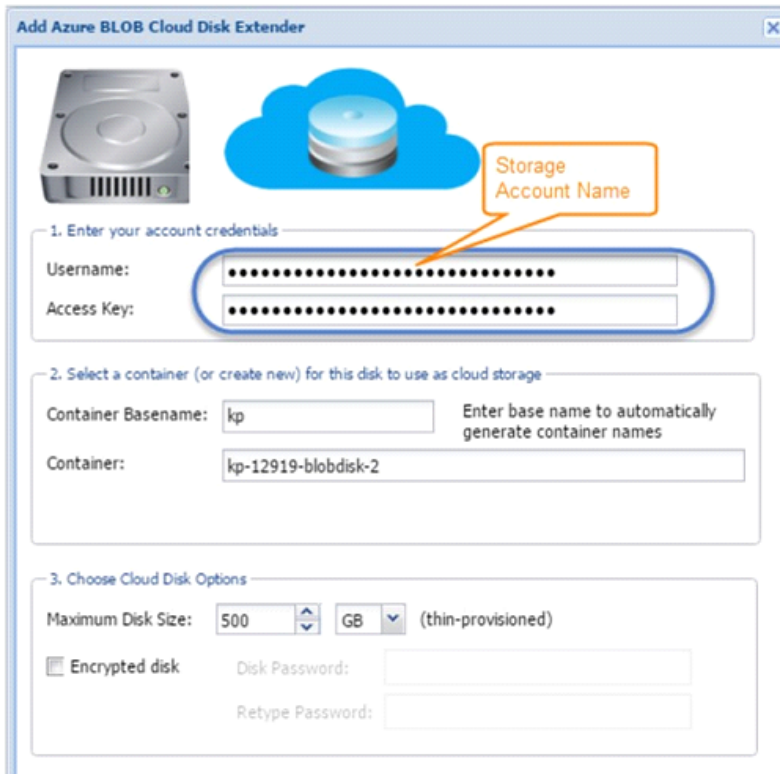 Add Azure BLOB Cloud Disk Extender
Storage
Account Name
1. Enter your account credentials
Username: ••••••••••••••••••••••••••••••
Access Key: ••••••••••••••••••••••••••••••
2. Select a container (or create new) for this disk to use as cloud storage
Container Basename: kp
Enter base name to automatically
generate container names
Container: kp-12919-blobdisk-2
3. Choose Cloud Disk Options
Maximum Disk Size: 500 GB (thin-provisioned)
Encrypted disk Disk Password:
Retype Password: